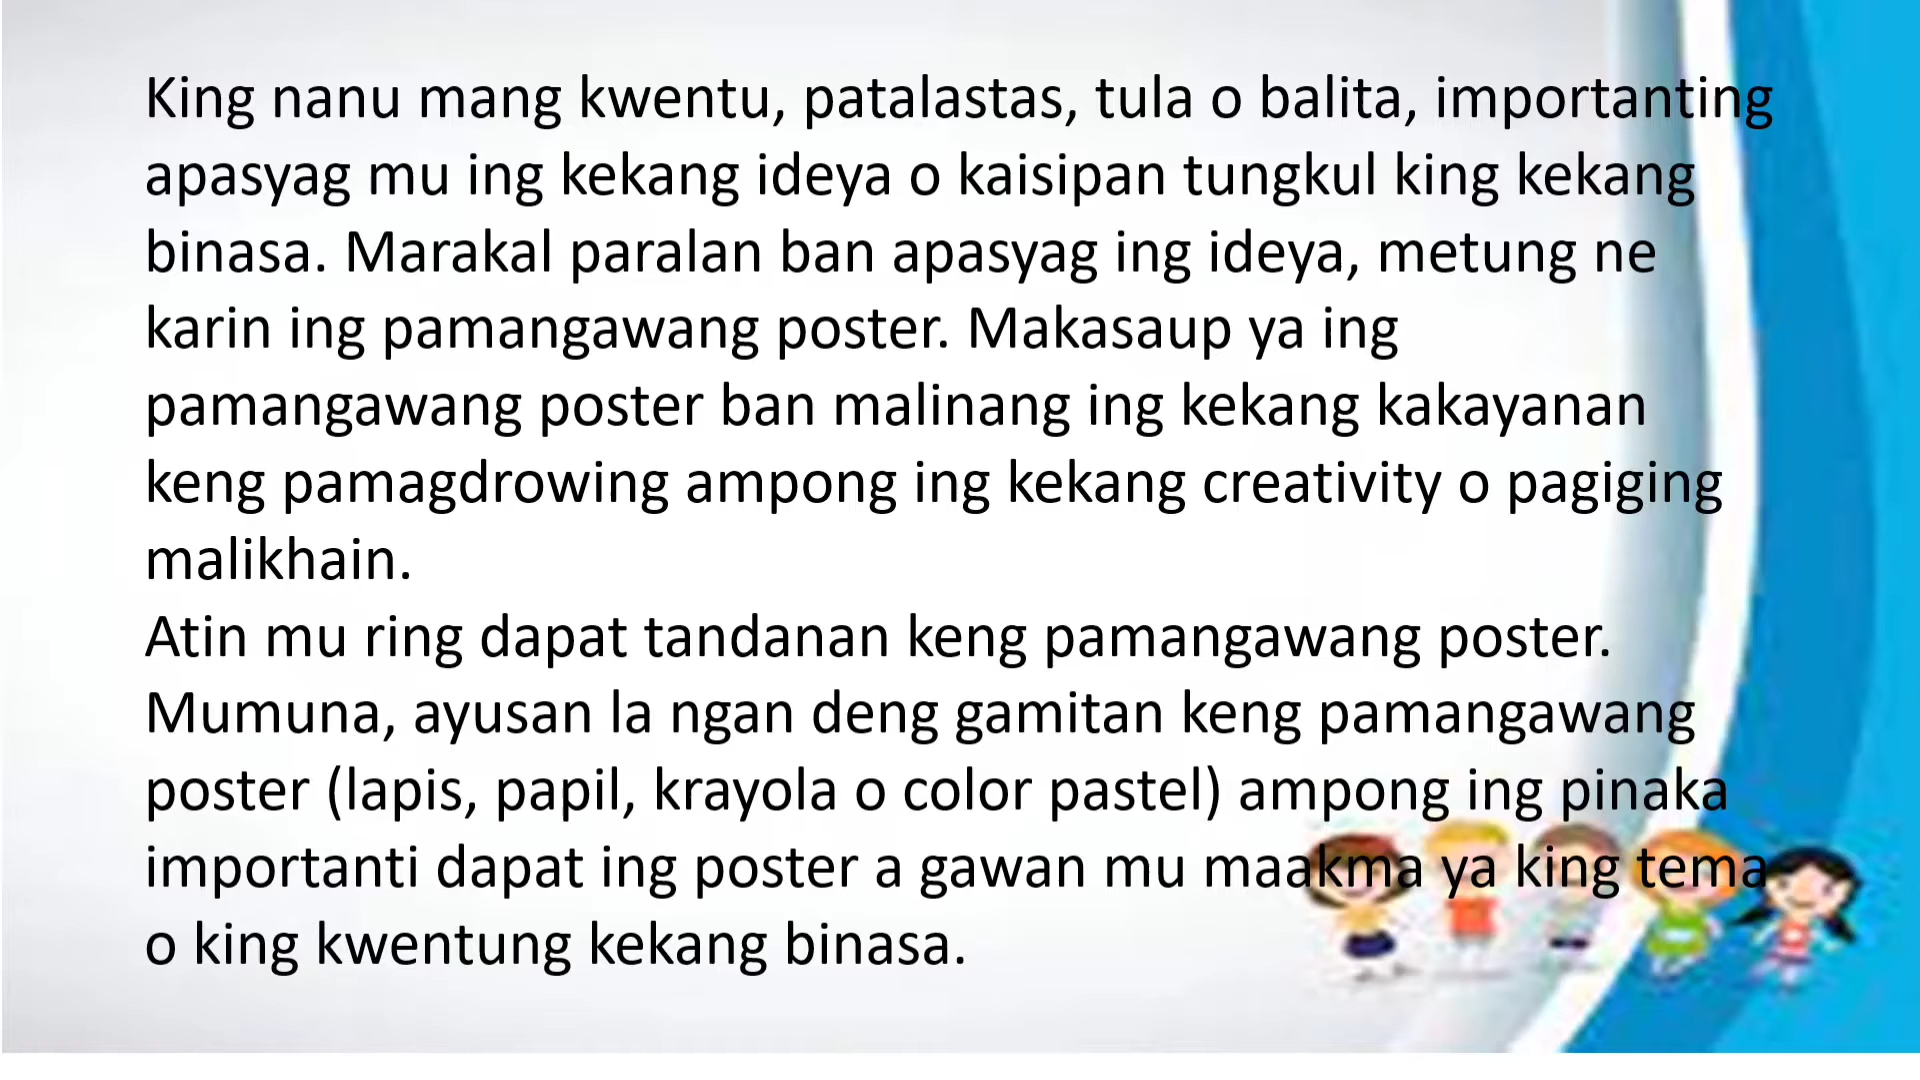 King nanu mang kwentu, patalastas, tula o balita, importanting
apasyag mu ing kekang ideya o kaisipan tungkul king kekang
binasa. Marakal paralan ban apasyag ing ideya, metung ne
karin ing pamangawang poster. Makasaup ya ing
pamangawang poster ban malinang ing kekang kakayanan
keng pamagdrowing ampong ing kekang creativity o pagiging
malikhain.
Atin mu ring dapat tandanan keng pamangawang poster.
Mumuna, ayusan la ngan deng gamitan keng pamangawang
poster (lapis, papil, krayola o color pastel) ampong ing pinaka
importanti dapat ing poster a gawan mu maakma ya king tema
o king kwentung kekang binasa.